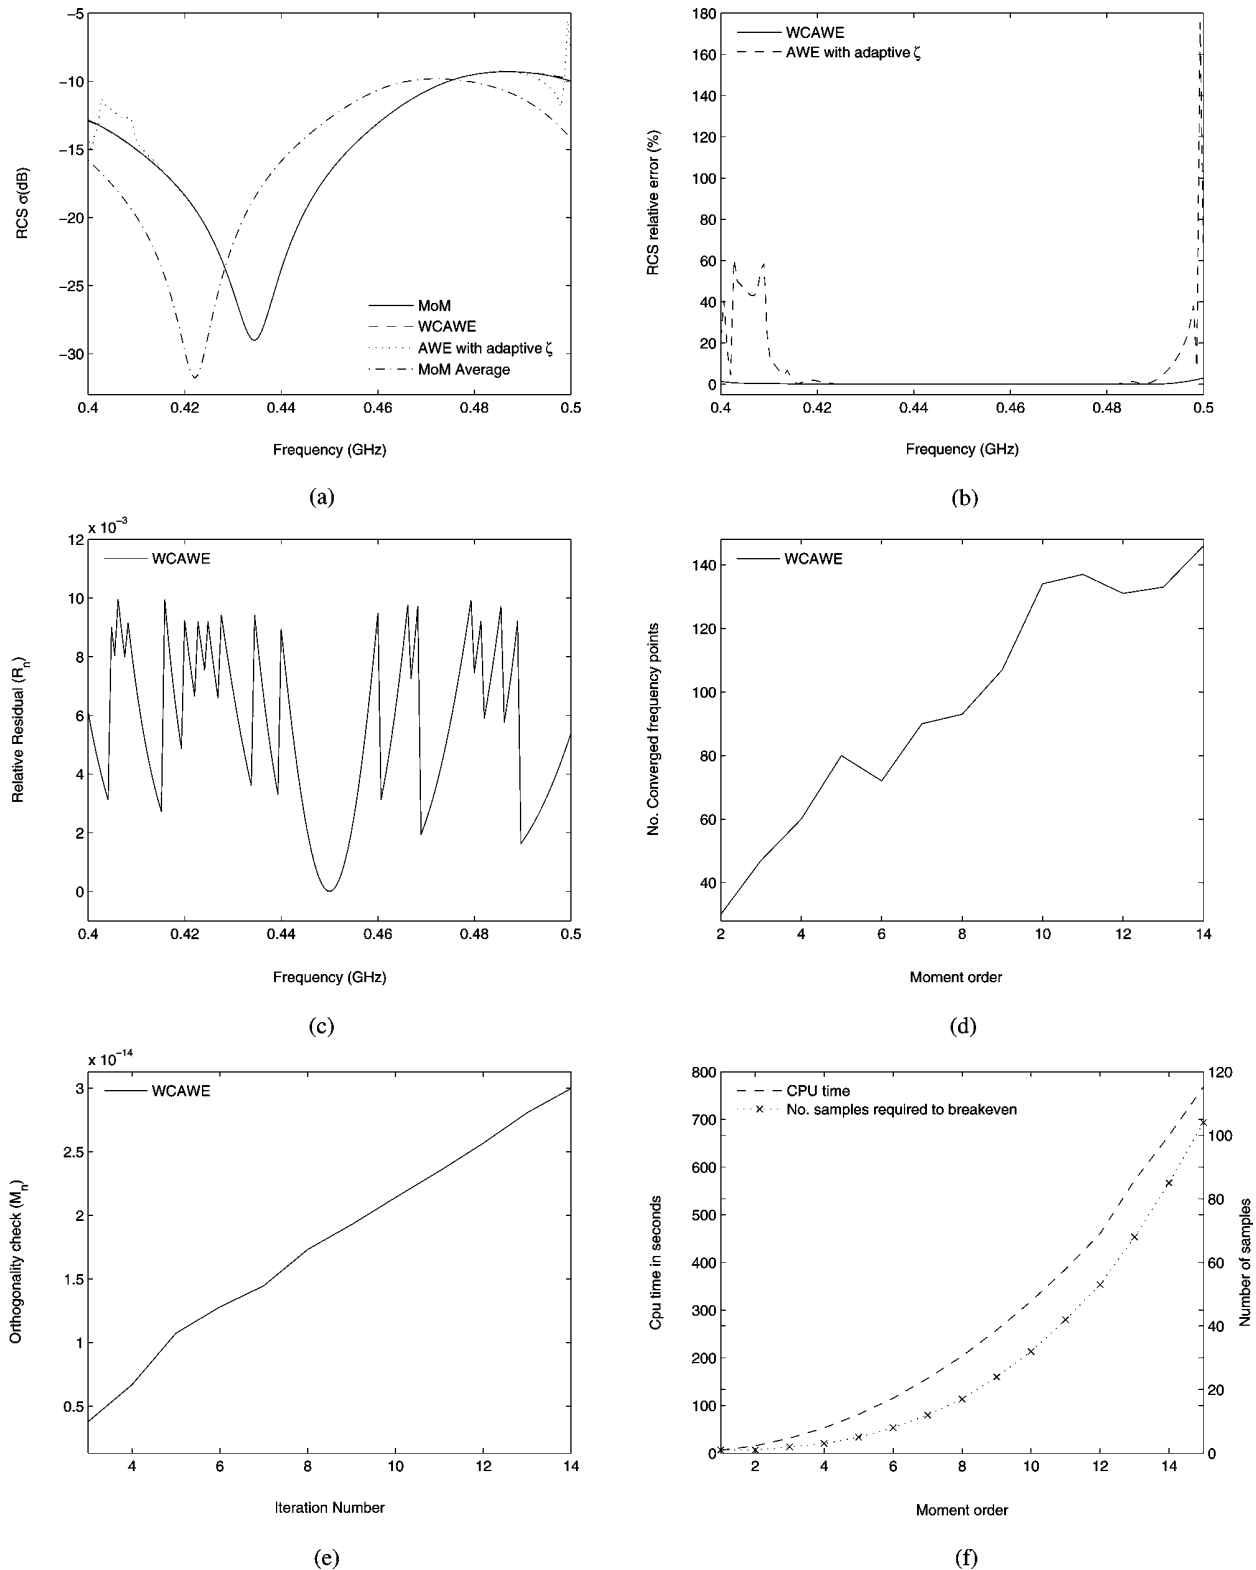 −5
−10
−15
−20
−25
−30
RCS σ(dB)
MoM
WCAWE
AWE with adaptive ζ
MoM Average
0.4 0.42 0.44 0.46 0.48 0.5
Frequency (GHz)
(a)
180
160
140
120
100
80
60
40
20
0
RCS relative error (%)
WCAWE
AWE with adaptive ζ
0.4 0.42 0.44 0.46 0.48 0.5
Frequency (GHz)
(b)
x 10⁻³
12
10
8
6
4
2
0
Relative Residual (Rₙ)
WCAWE
0.4 0.42 0.44 0.46 0.48 0.5
Frequency (GHz)
(c)
140
120
100
80
60
40
No. Converged frequency points
WCAWE
2 4 6 8 10 12 14
Moment order
(d)
x 10⁻¹⁴
3
2.5
2
1.5
1
0.5
Orthogonality check (Mₙ)
WCAWE
4 6 8 10 12 14
Iteration Number
(e)
800
700
600
500
400
300
200
100
0
Cpu time in seconds
CPU time
No. samples required to breakeven
120
100
80
60
40
20
0
Number of samples
2 4 6 8 10 12 14
Moment order
(f)